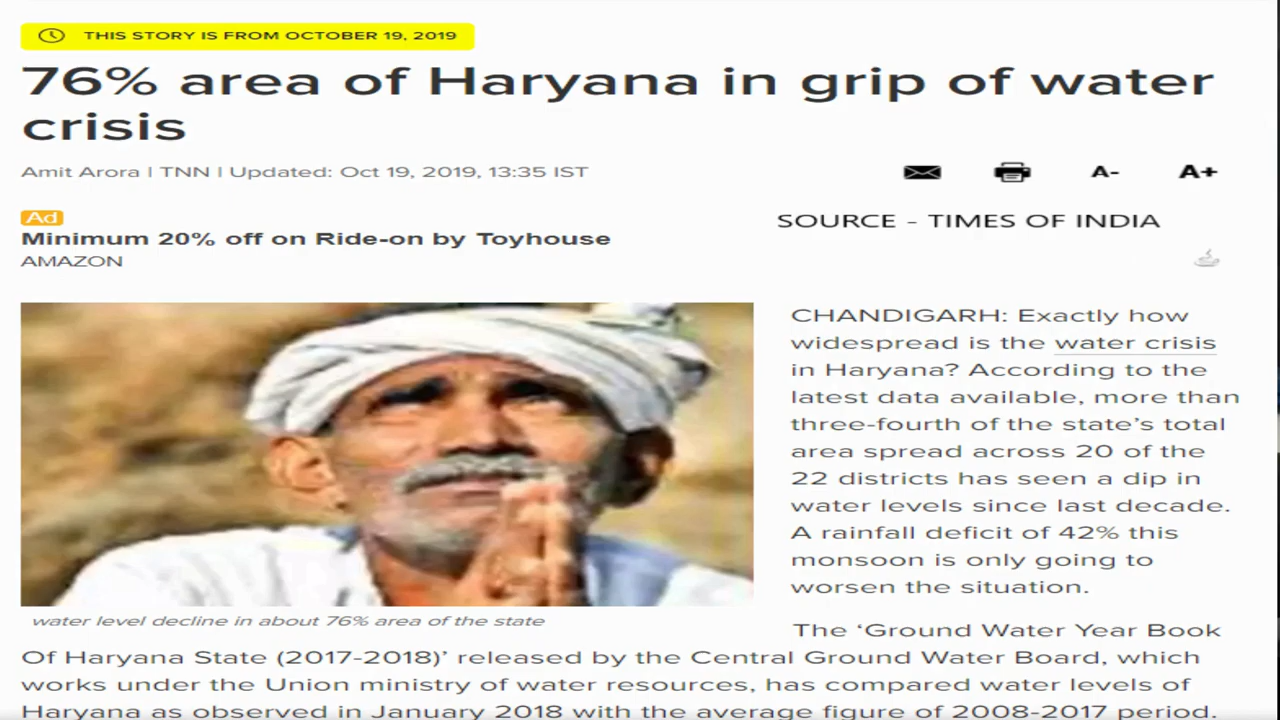 THIS STORY IS FROM OCTOBER 19, 2019
76% area of Haryana in grip of water
crisis
Amit Arora | TNN | Updated: Oct 19, 2019, 13:35 IST
A- A+
Ad
Minimum 20% off on Ride-on by Toyhouse
AMAZON
SOURCE - TIMES OF INDIA
water level decline in about 76% area of the state
CHANDIGARH: Exactly how
widespread is the water crisis
in Haryana? According to the
latest data available, more than
three-fourth of the state's total
area spread across 20 of the
22 districts has seen a dip in
water levels since last decade.
A rainfall deficit of 42% this
monsoon is only going to
worsen the situation.
The ‘Ground Water Year Book
Of Haryana State (2017-2018)’ released by the Central Ground Water Board, which
works under the Union ministry of water resources, has compared water levels of
Haryana as observed in January 2018 with the average figure of 2008-2017 period.